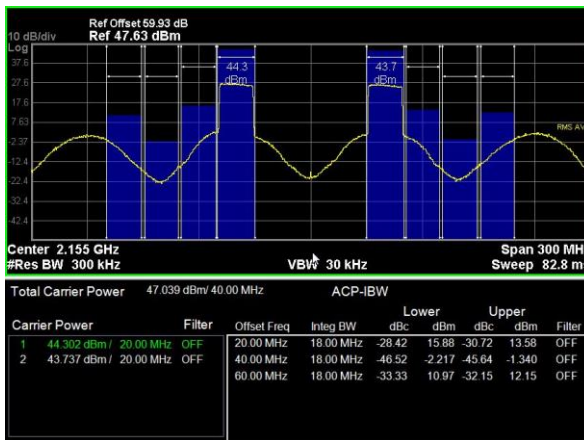 Ref Offset 59.93 dB
10 dB/div Ref 47.63 dBm
Log
37.6
27.6
17.6
7.63
-2.37
-12.4
-22.4
-32.4
-42.4
44.3 dBm
43.7 dBm
RMS AV
Center 2.155 GHz Span 300 MH
#Res BW 300 kHz VBW 30 kHz Sweep 82.8 m
Total Carrier Power 47.039 dBm/ 40.00 MHz ACP-IBW
Lower Upper
Carrier Power Filter Offset Freq Integ BW dBc dBm dBc dBm Filter
1 44.302 dBm / 20.00 MHz OFF 20.00 MHz 18.00 MHz -28.42 15.88 -30.72 13.58 OFF
2 43.737 dBm / 20.00 MHz OFF 40.00 MHz 18.00 MHz -46.52 -2.217 -45.64 -1.340 OFF
60.00 MHz 18.00 MHz -33.33 10.97 -32.15 12.15 OFF